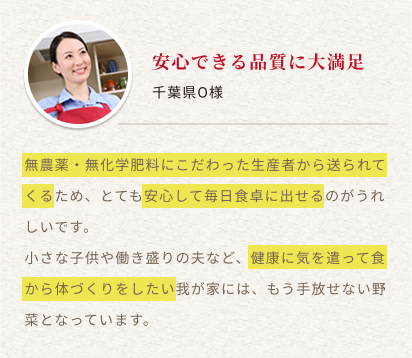 安心できる品質に大満足
千葉県O様
無農薬・無化学肥料にこだわった生産者から送られて
くるため、とても安心して毎日食卓に出せるのがうれ
しいです。
小さな子供や働き盛りの夫など、健康に気を遣って食
から体づくりをしたい我が家には、もう手放せない野
菜となっています。